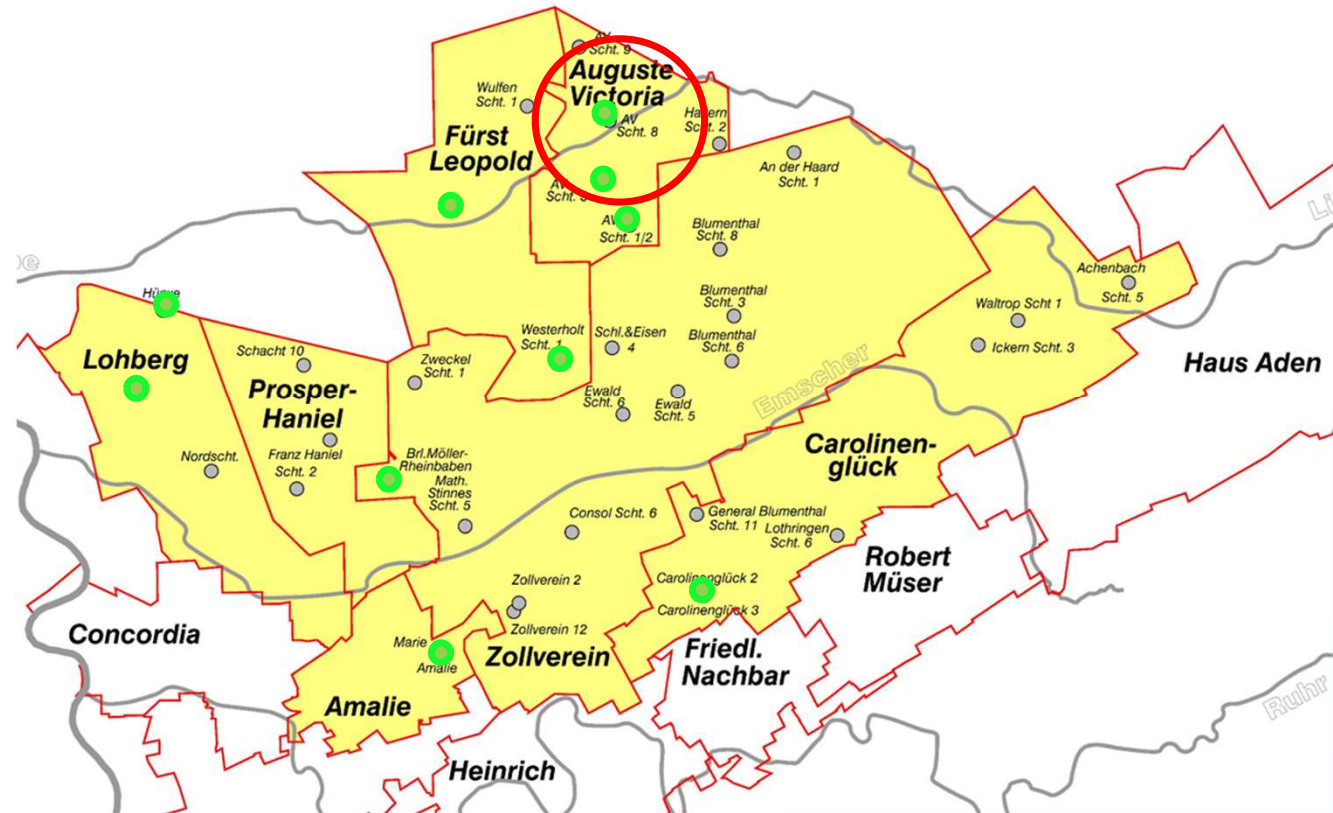 AV
Scht. 9
Auguste
Victoria
Wulfen
Scht. 1
AV
Scht. 8
Haltern
Scht. 2
Fürst
Leopold
An der Haard
Scht. 1
AV
AV
Scht. 1/2
Blumenthal
Scht. 8
Achenbach
Scht. 5
Blumenthal
Scht. 3
Waltrop Scht 1
Westerholt
Scht. 1
Schl.&Eisen
4
Blumenthal
Scht. 6
Ickern Scht. 3
Haus Aden
Lohberg
Schacht 10
Zweckel
Scht. 1
Prosper-
Haniel
Ewald
Scht. 6
Ewald
Scht. 5
Emscher
Carolinen-
glück
Nordscht.
Franz Haniel
Scht. 2
Brl.Möller-
Rheinbaben
Math.
Stinnes
Scht. 5
Consol Scht. 6
General Blumenthal
Scht. 11
Lothringen
Scht. 6
Robert
Müser
Zollverein 2
Carolinenglück 2
Carolinenglück 3
Zollverein 12
Concordia
Marie
Amalie
Zollverein
Friedl.
Nachbar
Amalie
Ruhr
Heinrich